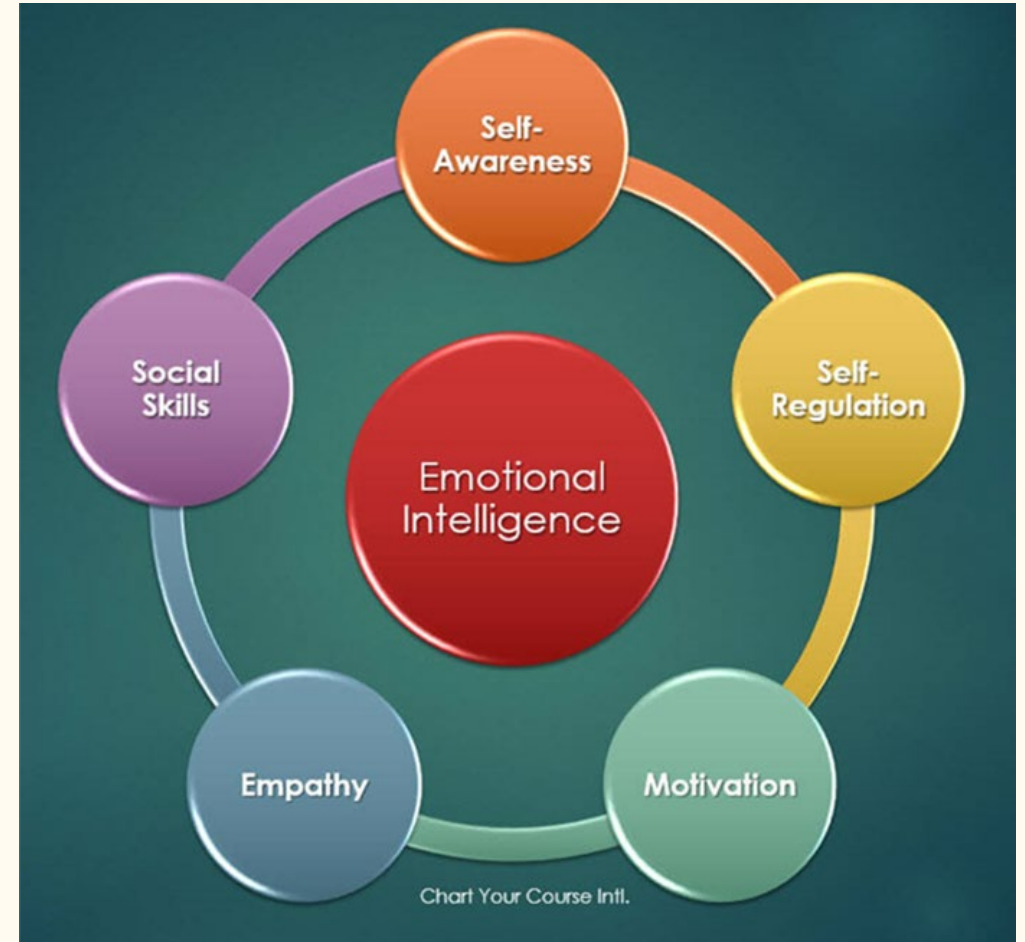 Self-
Awareness
Social
Skills
Self-
Regulation
Emotional
Intelligence
Empathy
Motivation
Chart Your Course Intl.